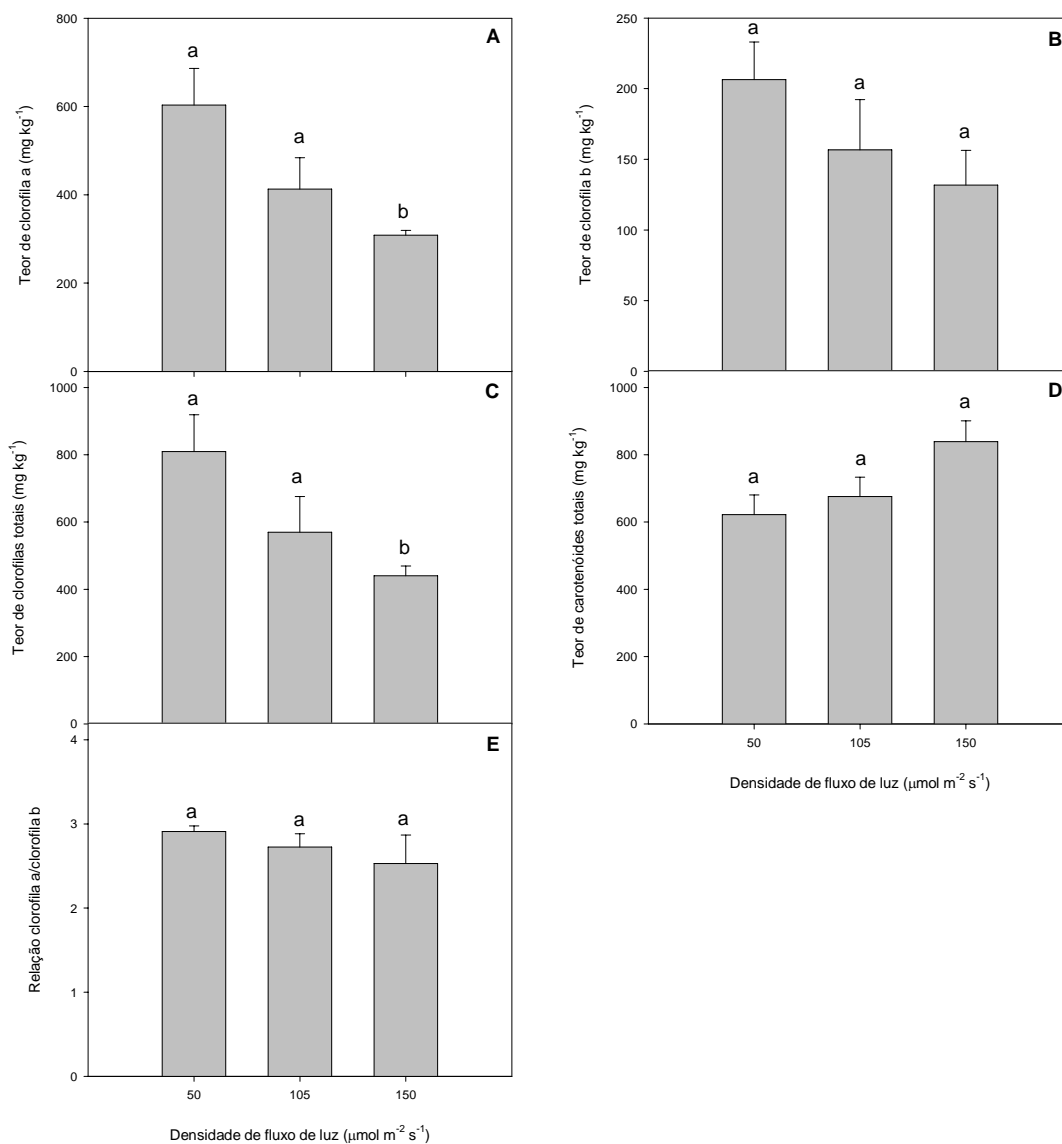 A
Teor de clorofila a (mg kg⁻¹)
800
600
400
200
0
a
a
b
B
Teor de clorofila b (mg kg⁻¹)
250
200
150
100
50
0
a
a
a
C
Teor de clorofilas totais (mg kg⁻¹)
1000
800
600
400
200
0
a
a
b
D
Teor de carotenóides totais (mg kg⁻¹)
1000
800
600
400
200
0
a
a
a
50 105 150
Densidade de fluxo de luz (μmol m⁻² s⁻¹)
E
Relação clorofila a/clorofila b
4
3
2
1
0
a
a
a
50 105 150
Densidade de fluxo de luz (μmol m⁻² s⁻¹)